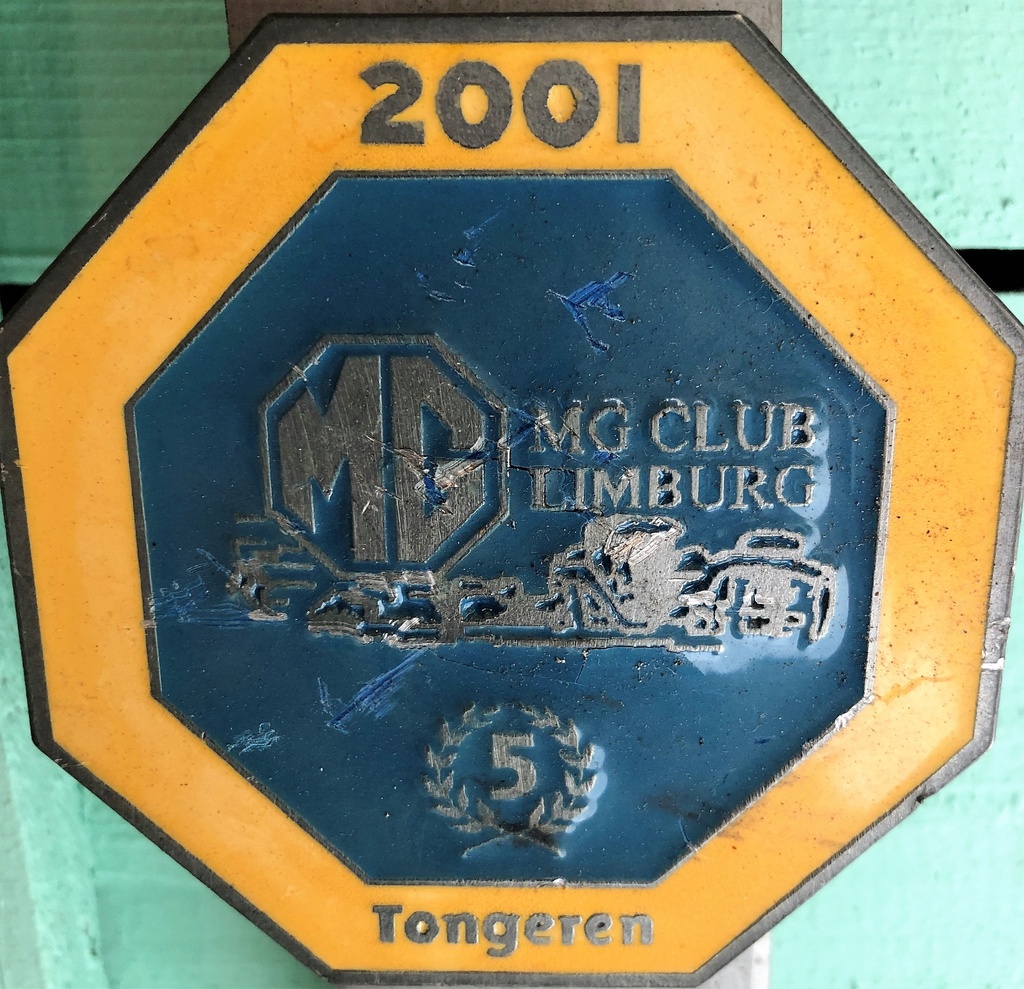 2001
MG
MG CLUB
LIMBURG
5
Tongeren